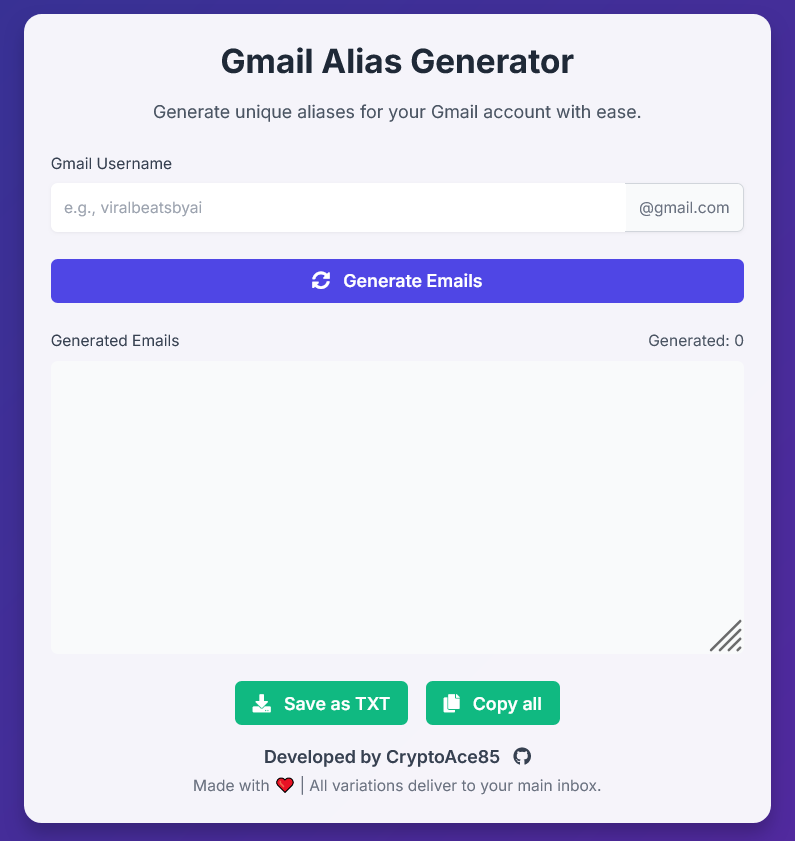 Gmail Alias Generator
Generate unique aliases for your Gmail account with ease.
Gmail Username
e.g., viralbeatsbyai @gmail.com
Generate Emails
Generated Emails Generated: 0
Save as TXT Copy all
Developed by CryptoAce85
Made with ❤️ | All variations deliver to your main inbox.